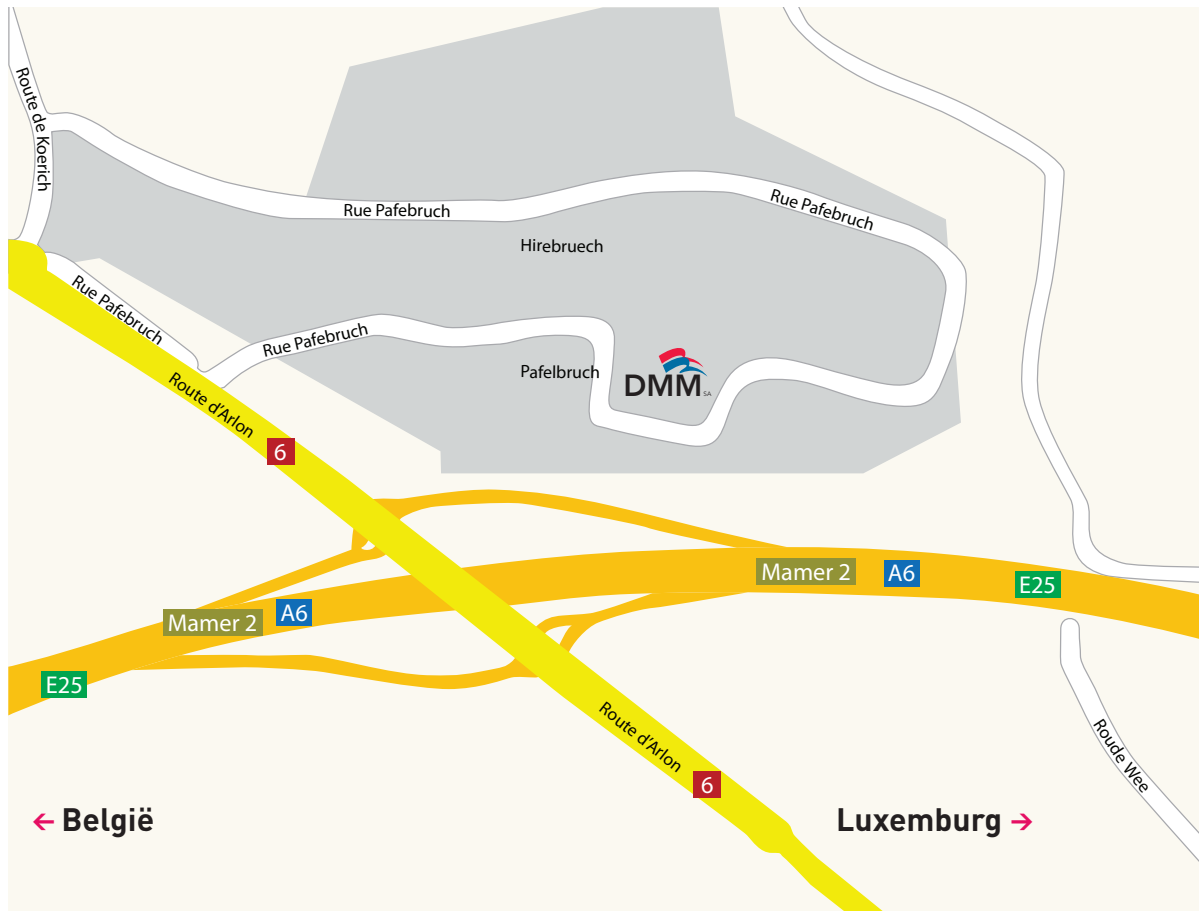 Route de Koerich
Rue Pafebruch
Rue Pafebruch
Hirebruech
Rue Pafebruch
Rue Pafebruch
Pafelbruch
DMM SA
Route d'Arlon
6
Mamer 2
A6
E25
Mamer 2
A6
E25
Route d'Arlon
6
Roude Wee
← België
Luxemburg →